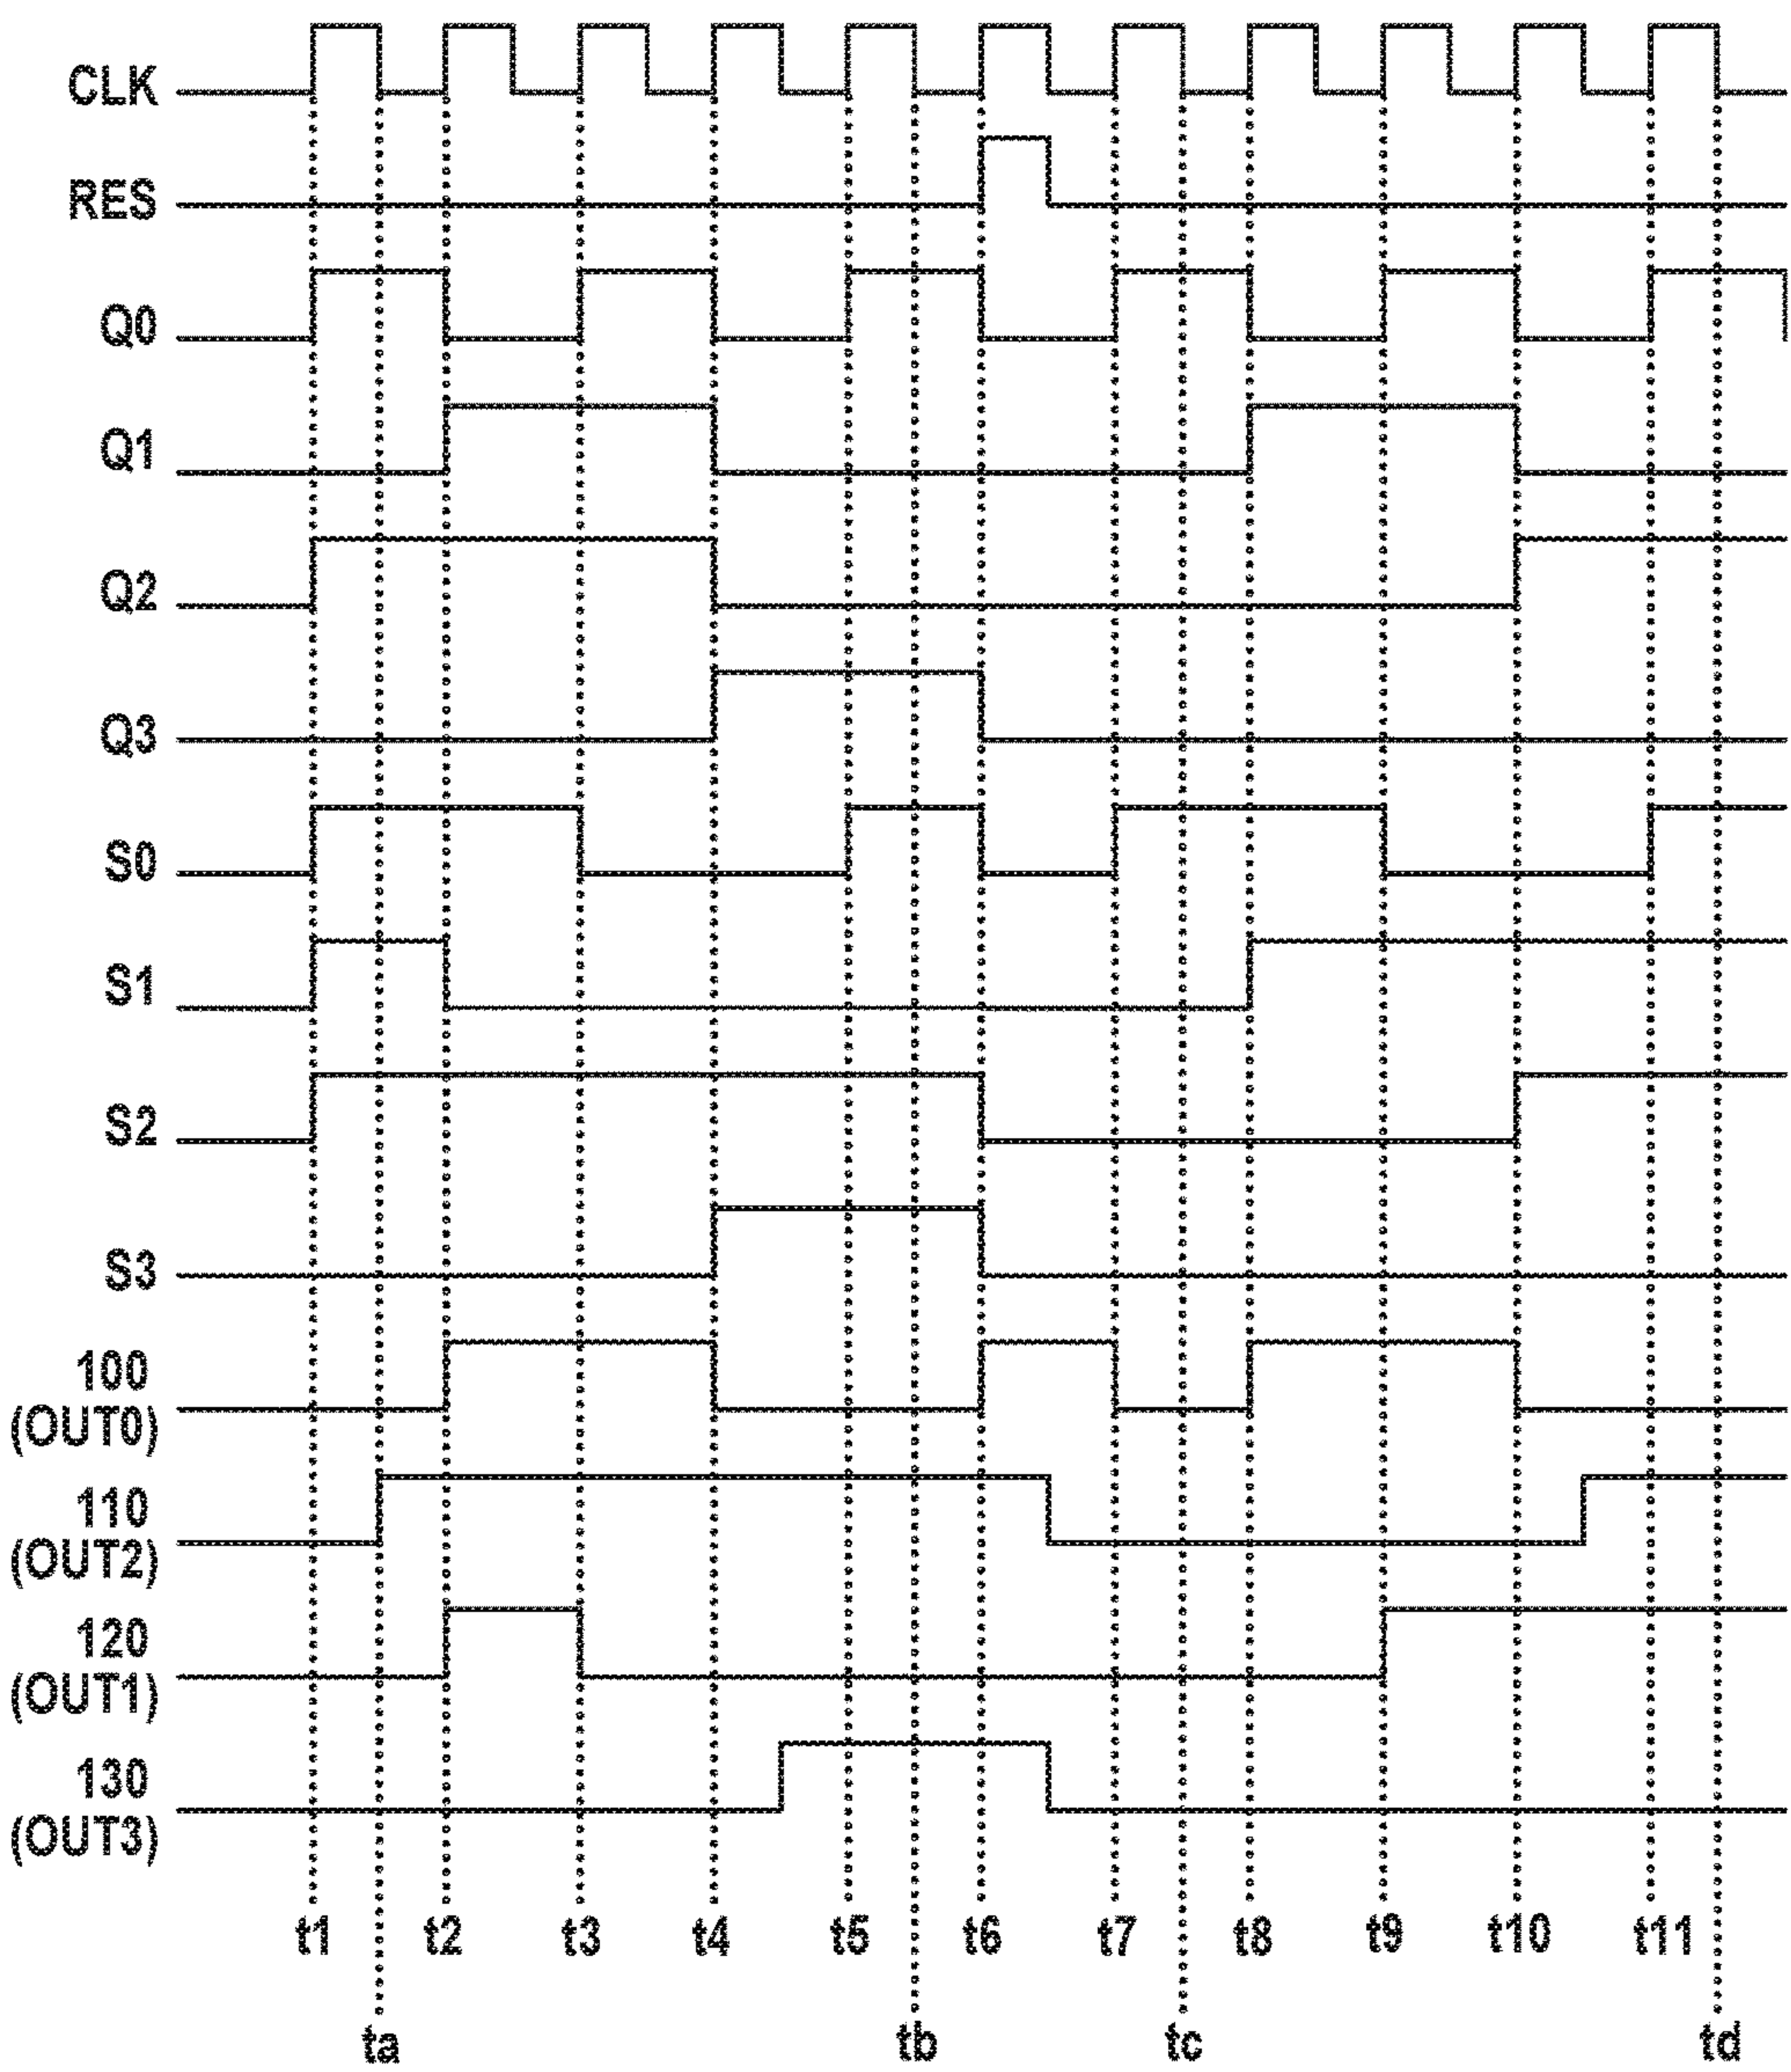 CLK
RES
Q0
Q1
Q2
Q3
S0
S1
S2
S3
100
(OUT0)
110
(OUT2)
120
(OUT1)
130
(OUT3)
t1 t2 t3 t4 t5 t6 t7 t8 t9 t10 t11
ta tb tc td